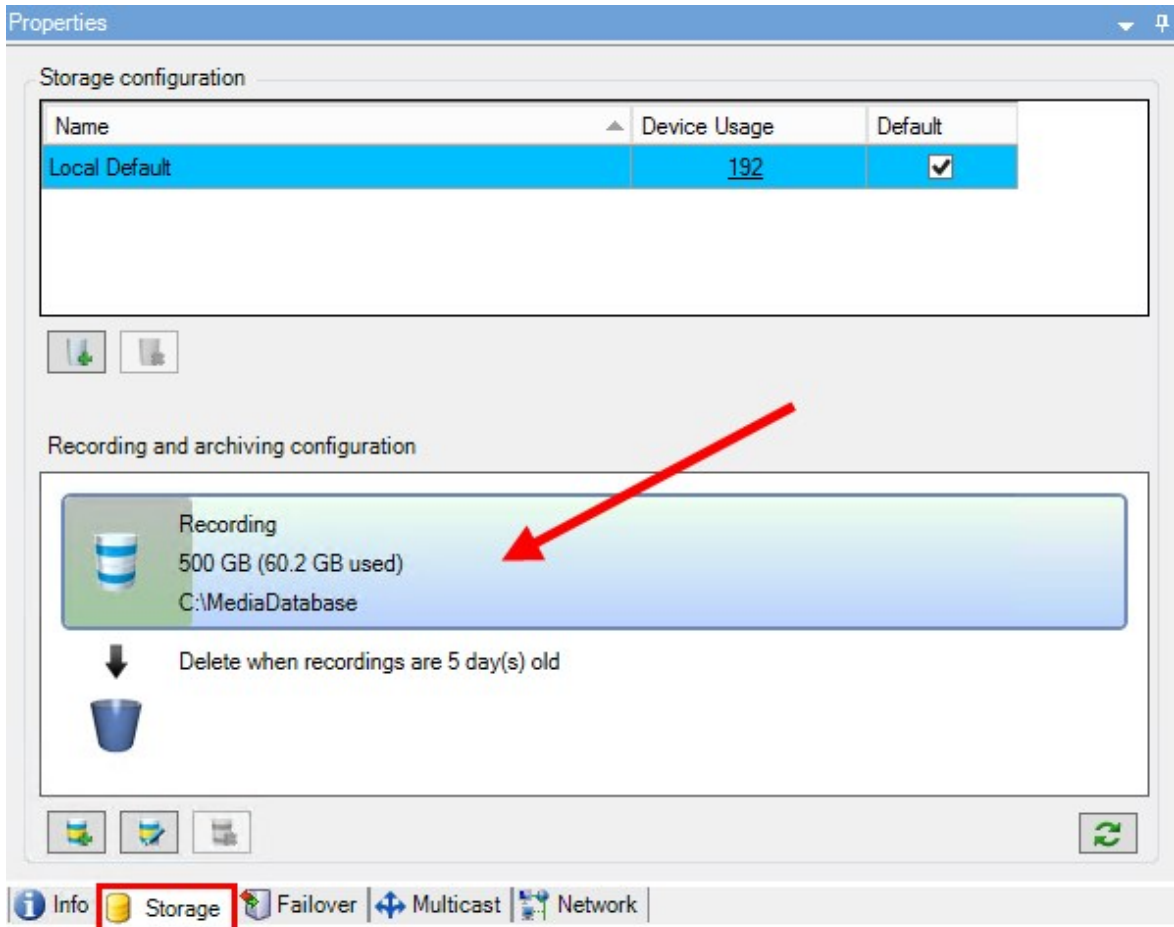 Properties
Storage configuration
Name Device Usage Default
Local Default 192
Recording and archiving configuration
Recording
500 GB (60.2 GB used)
C:\MediaDatabase
Delete when recordings are 5 day(s) old
Info Storage Failover Multicast Network